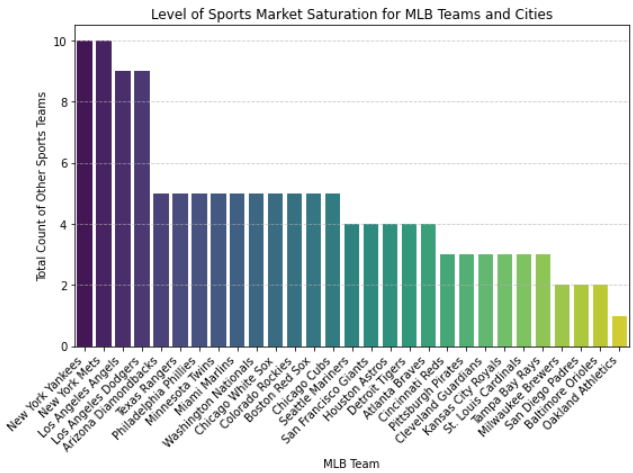 Level of Sports Market Saturation for MLB Teams and Cities
Total Count of Other Sports Teams
10
8
6
4
2
0
New York Yankees
New York Mets
Los Angeles Angels
Los Angeles Dodgers
Arizona Diamondbacks
Texas Rangers
Philadelphia Phillies
Minnesota Twins
Miami Marlins
Washington Nationals
Chicago White Sox
Colorado Rockies
Boston Red Sox
Chicago Cubs
Seattle Mariners
San Francisco Giants
Houston Astros
Detroit Tigers
Atlanta Braves
Cincinnati Reds
Pittsburgh Pirates
Cleveland Guardians
Kansas City Royals
St. Louis Cardinals
Tampa Bay Rays
Milwaukee Brewers
San Diego Padres
Baltimore Orioles
Oakland Athletics
MLB Team